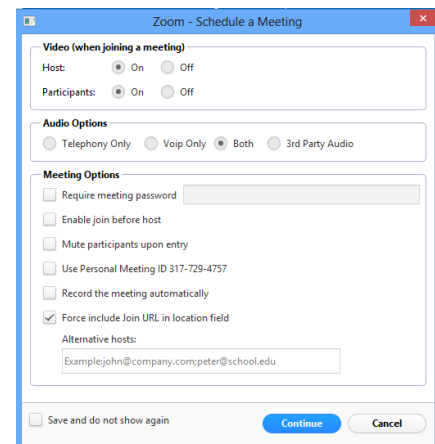 Zoom - Schedule a Meeting
Video (when joining a meeting)
Host: On Off
Participants: On Off
Audio Options
Telephony Only Voip Only Both 3rd Party Audio
Meeting Options
Require meeting password
Enable join before host
Mute participants upon entry
Use Personal Meeting ID 317-729-4757
Record the meeting automatically
Force include Join URL in location field
Alternative hosts:
Example:john@company.com;peter@school.edu
Save and do not show again Continue Cancel